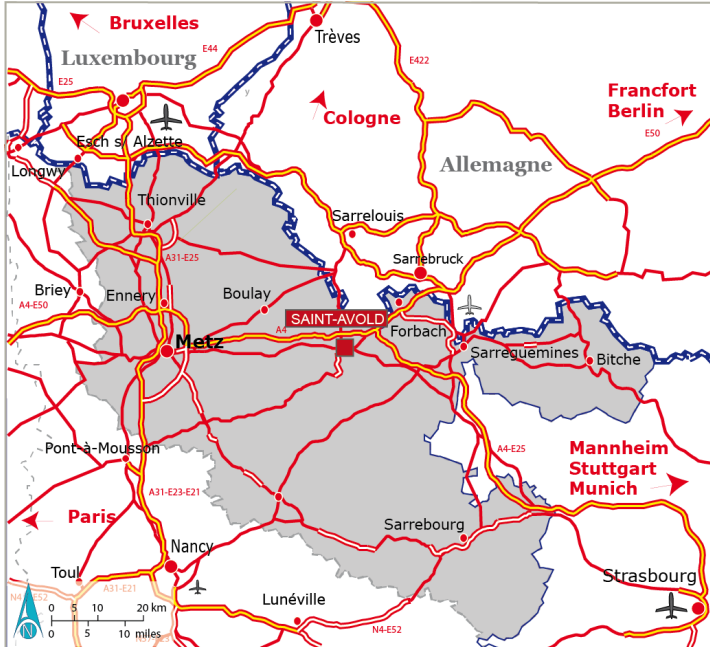 Bruxelles
Trèves
E44
Luxembourg
E422
E25
Francfort
Berlin
y
Cologne
E50
Esch s/ Alzette
Longwy
Allemagne
Thionville
Sarrelouis
A31-E25
Sarrebruck
Briey
Ennery
Boulay
A4-E50
SAINT-AVOLD
A4
Forbach
Metz
Sarreguemines
Bitche
Pont-à-Mousson
A4-E25
Mannheim
Stuttgart
Munich
A31-E23-E21
Paris
Sarrebourg
Nancy
Toul
Strasbourg
A31-E21
Lunéville
0 5 10 20 km
0 5 10 miles
N4-E52
N